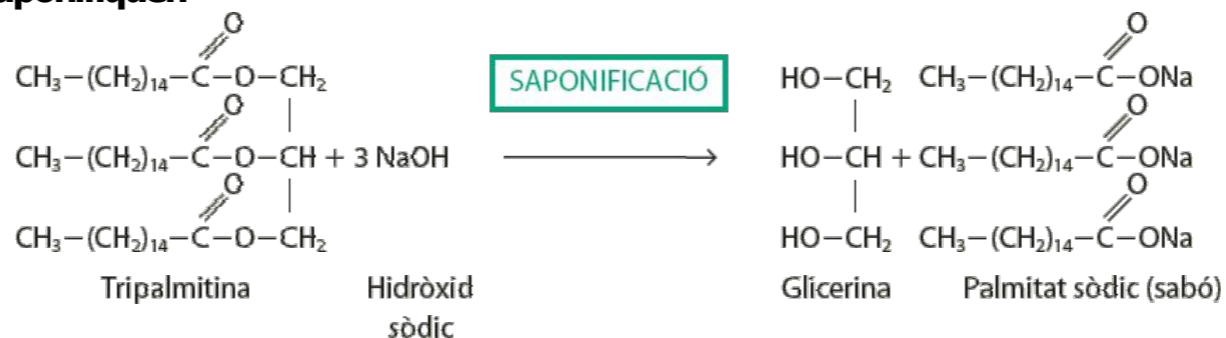 saponifiquen
O O
CH₃–(CH₂)₁₄–C–O–CH₂ SAPONIFICACIÓ HO–CH₂ CH₃–(CH₂)₁₄–C–ONa
O O
CH₃–(CH₂)₁₄–C–O–CH + 3 NaOH ⟶ HO–CH + CH₃–(CH₂)₁₄–C–ONa
O O
CH₃–(CH₂)₁₄–C–O–CH₂ HO–CH₂ CH₃–(CH₂)₁₄–C–ONa
Tripalmitina Hidròxid Glicerina Palmitat sòdic (sabó)
sòdic